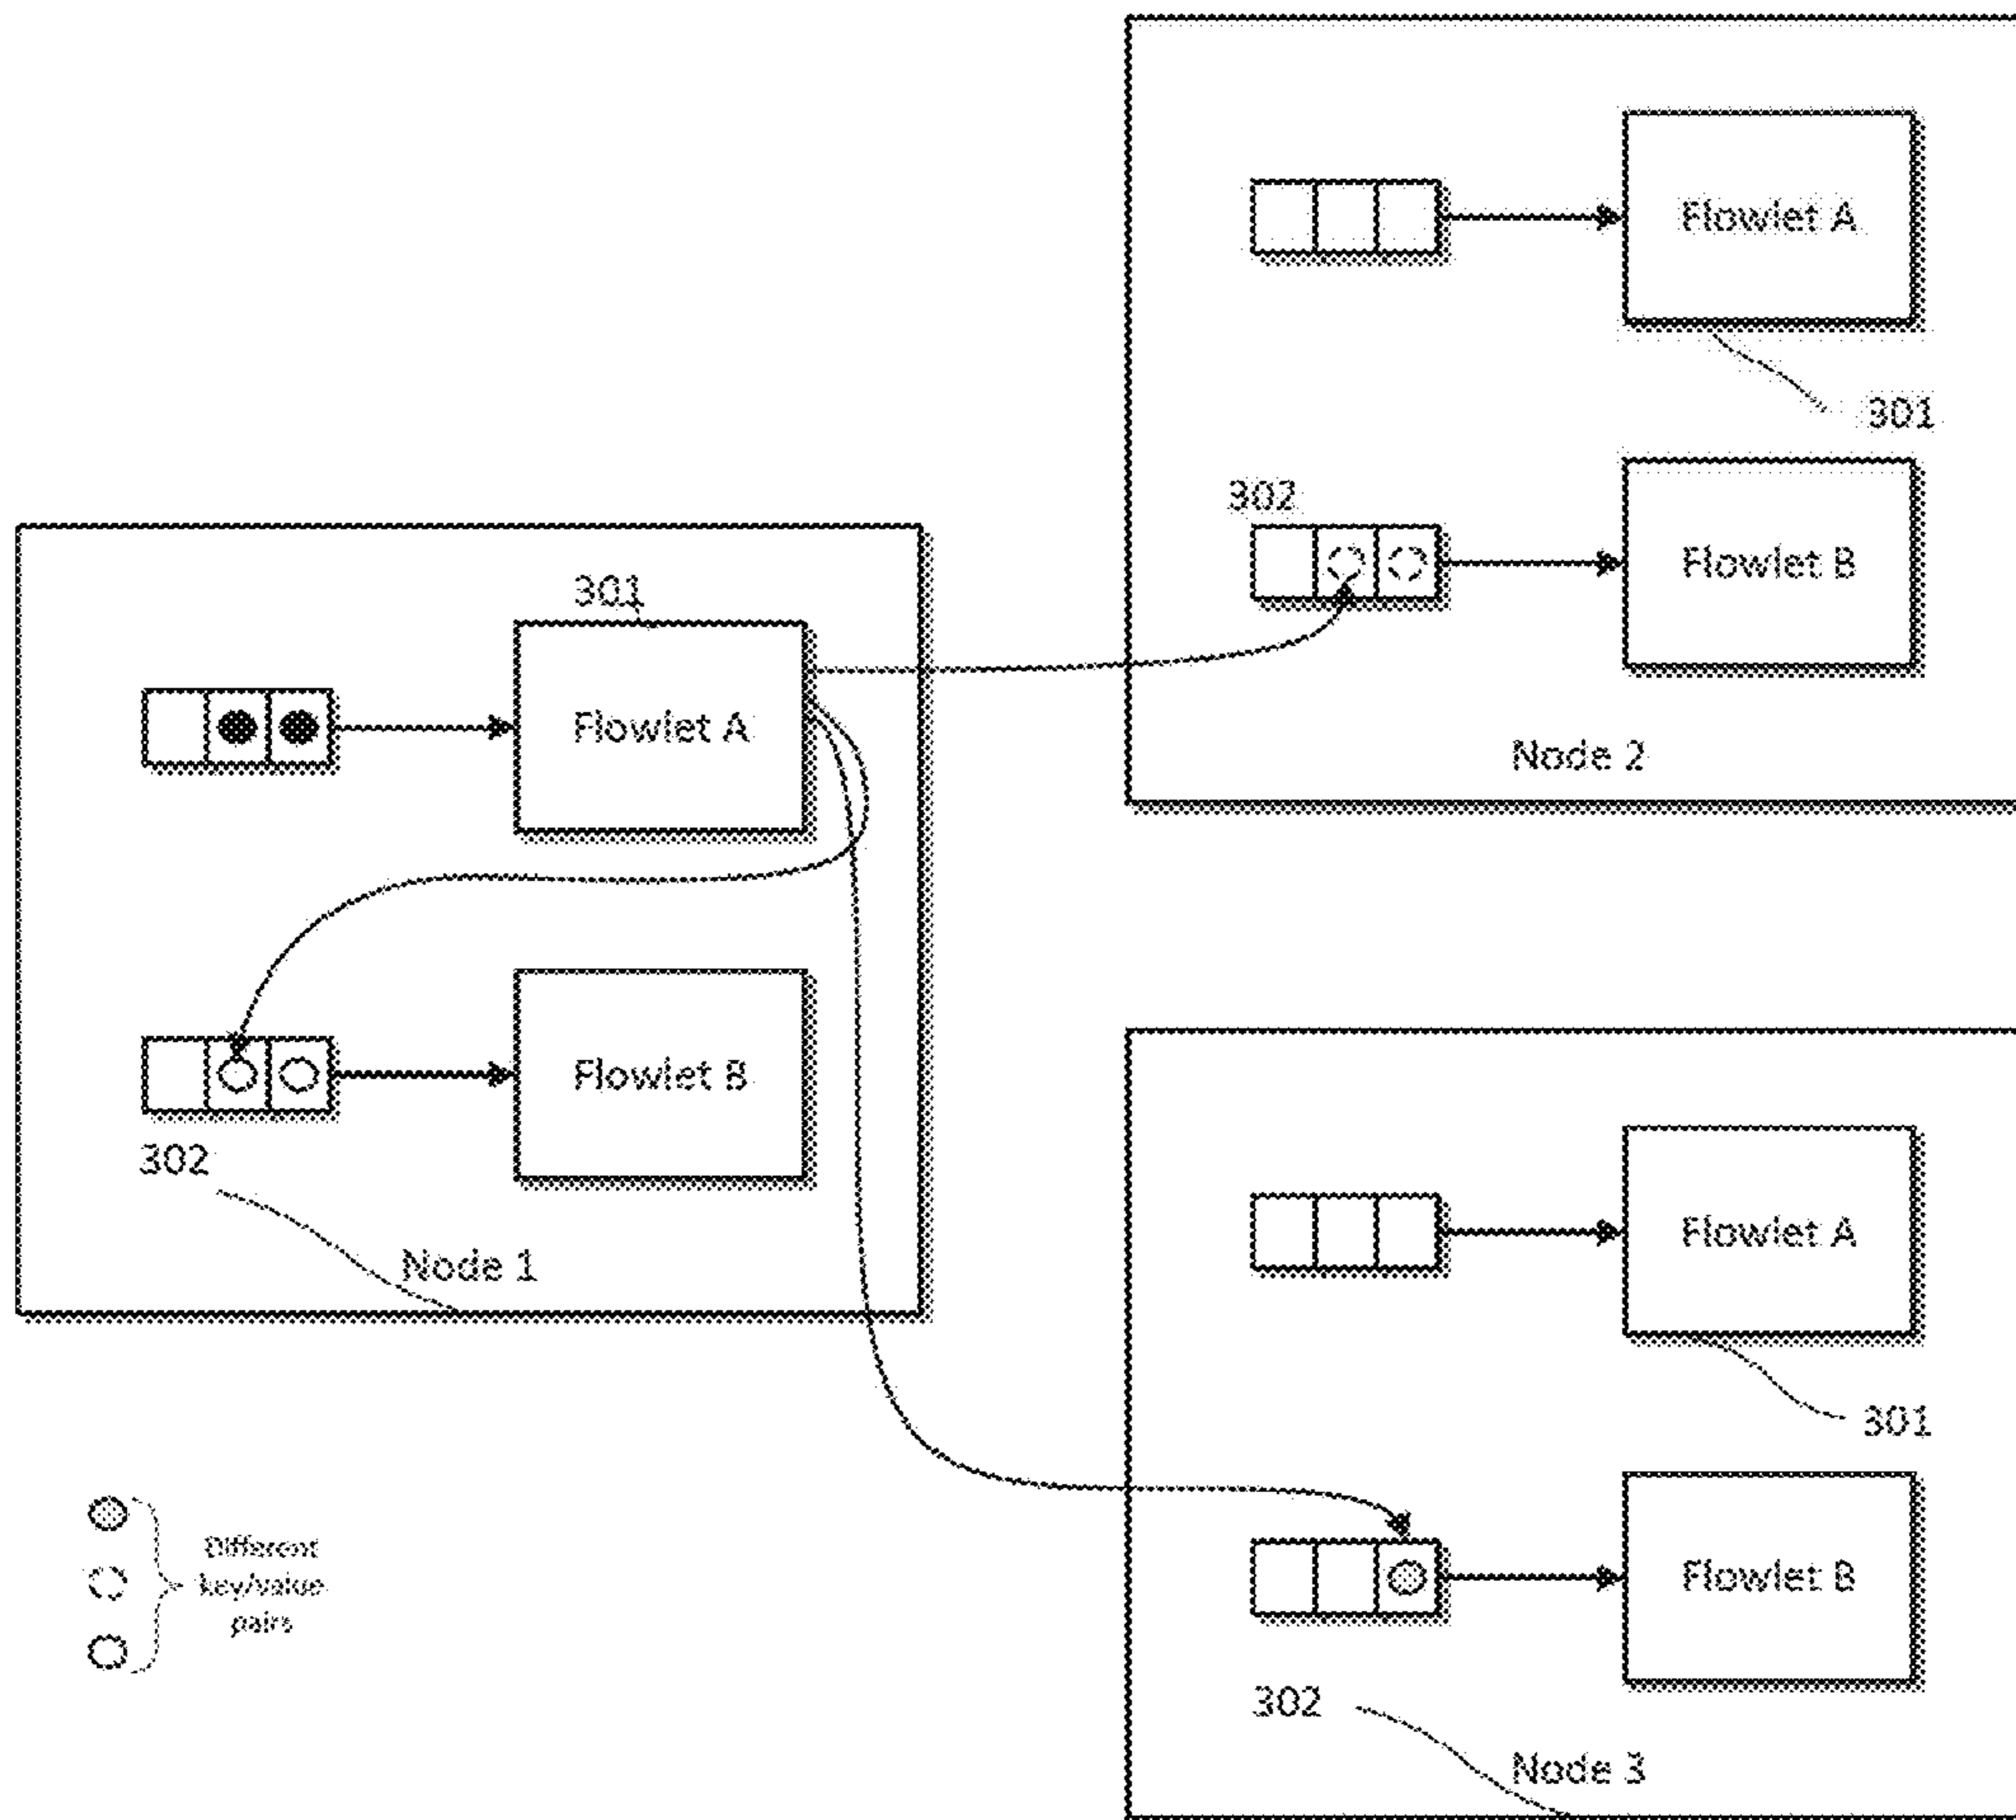 Flowlet A
301
302
Flowlet B
Node 2
301
Flowlet A
Flowlet B
302
Node 1
Flowlet A
301
Flowlet B
302
Node 3
Different
key/value
pairs